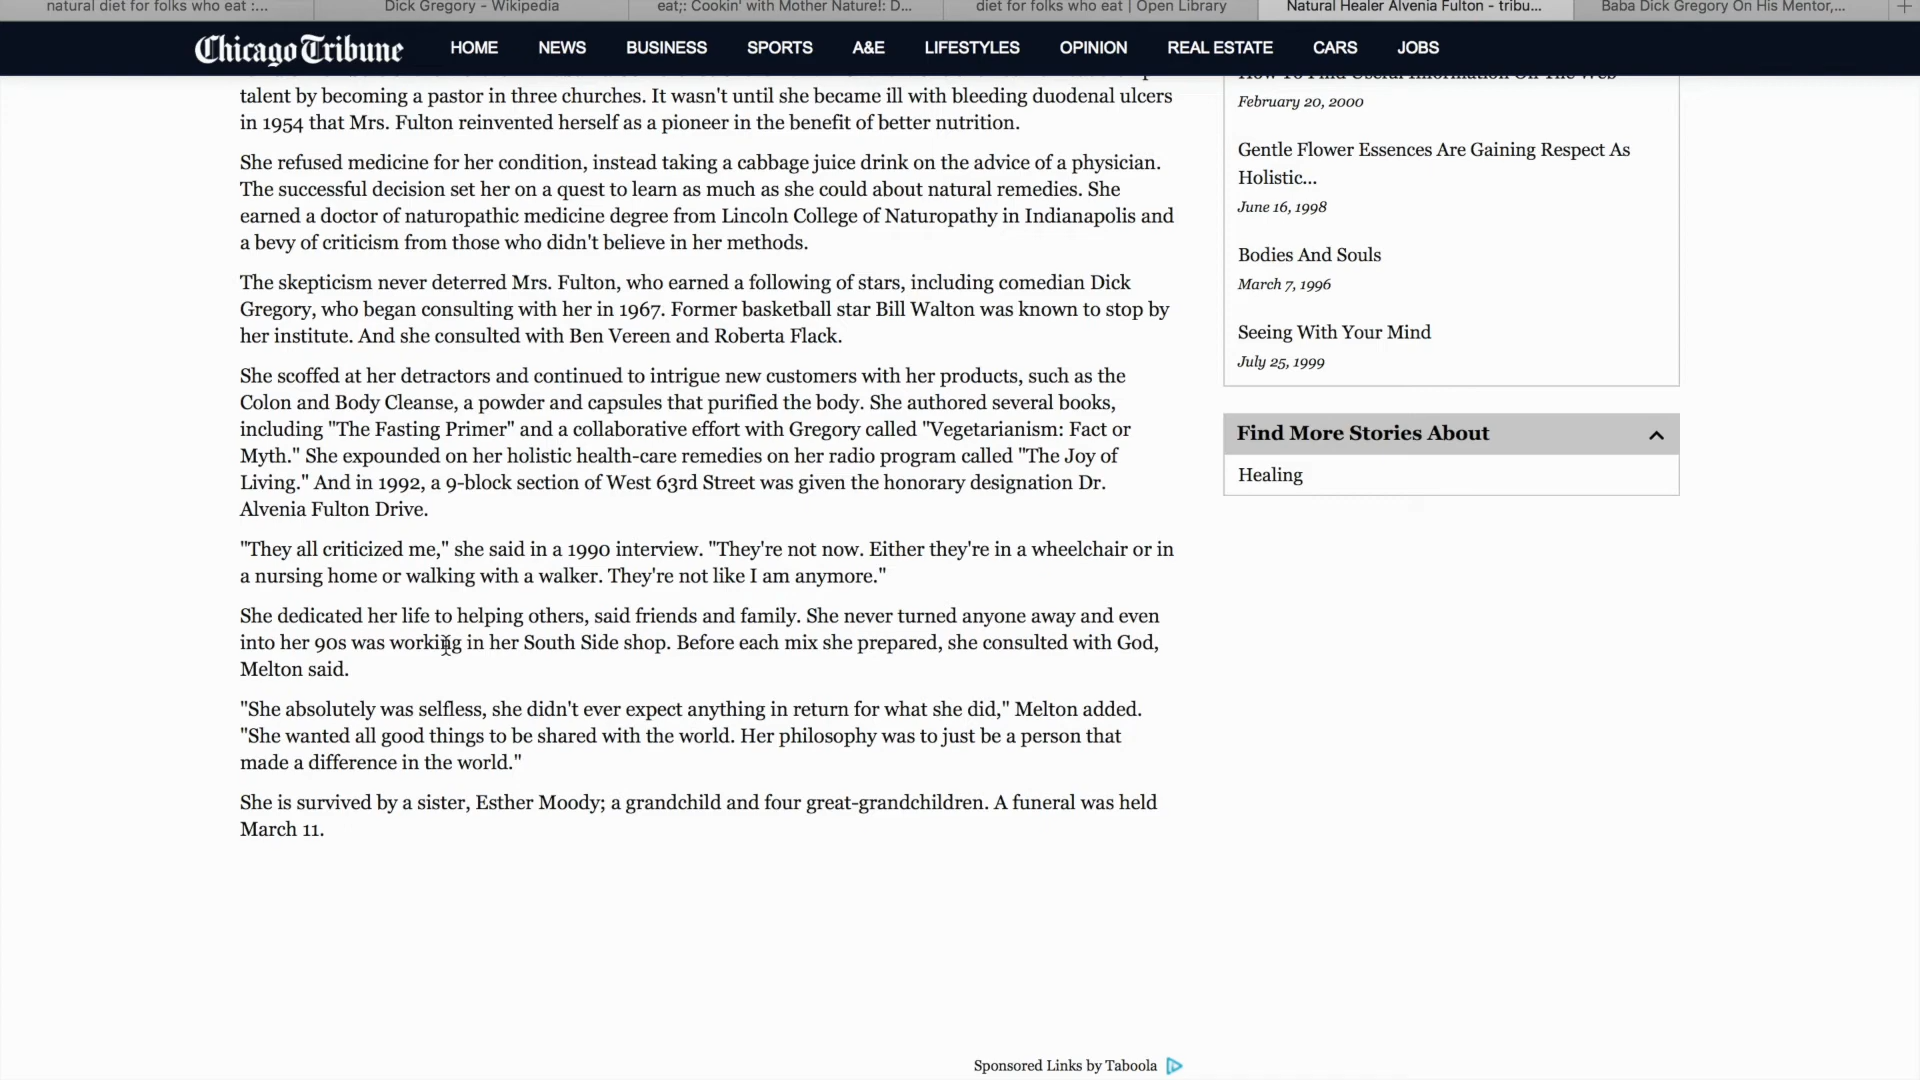 natural diet for folks who eat :...
Dick Gregory - Wikipedia
eat;: Cookin' with Mother Nature!: D...
diet for folks who eat | Open Library
Natural Healer Alvenia Fulton - tribu...
Baba Dick Gregory On His Mentor,...
Chicago Tribune
HOME
NEWS
BUSINESS
SPORTS
A&E
LIFESTYLES
OPINION
REAL ESTATE
CARS
JOBS
talent by becoming a pastor in three churches. It wasn't until she became ill with bleeding duodenal ulcers
in 1954 that Mrs. Fulton reinvented herself as a pioneer in the benefit of better nutrition.
She refused medicine for her condition, instead taking a cabbage juice drink on the advice of a physician.
The successful decision set her on a quest to learn as much as she could about natural remedies. She
earned a doctor of naturopathic medicine degree from Lincoln College of Naturopathy in Indianapolis and
a bevy of criticism from those who didn't believe in her methods.
The skepticism never deterred Mrs. Fulton, who earned a following of stars, including comedian Dick
Gregory, who began consulting with her in 1967. Former basketball star Bill Walton was known to stop by
her institute. And she consulted with Ben Vereen and Roberta Flack.
She scoffed at her detractors and continued to intrigue new customers with her products, such as the
Colon and Body Cleanse, a powder and capsules that purified the body. She authored several books,
including "The Fasting Primer" and a collaborative effort with Gregory called "Vegetarianism: Fact or
Myth." She expounded on her holistic health-care remedies on her radio program called "The Joy of
Living." And in 1992, a 9-block section of West 63rd Street was given the honorary designation Dr.
Alvenia Fulton Drive.
"They all criticized me," she said in a 1990 interview. "They're not now. Either they're in a wheelchair or in
a nursing home or walking with a walker. They're not like I am anymore."
She dedicated her life to helping others, said friends and family. She never turned anyone away and even
into her 90s was working in her South Side shop. Before each mix she prepared, she consulted with God,
Melton said.
"She absolutely was selfless, she didn't ever expect anything in return for what she did," Melton added.
"She wanted all good things to be shared with the world. Her philosophy was to just be a person that
made a difference in the world."
She is survived by a sister, Esther Moody; a grandchild and four great-grandchildren. A funeral was held
March 11.
How To Find Useful Information On The Web
February 20, 2000
Gentle Flower Essences Are Gaining Respect As
Holistic...
June 16, 1998
Bodies And Souls
March 7, 1996
Seeing With Your Mind
July 25, 1999
Find More Stories About
Healing
Sponsored Links by Taboola